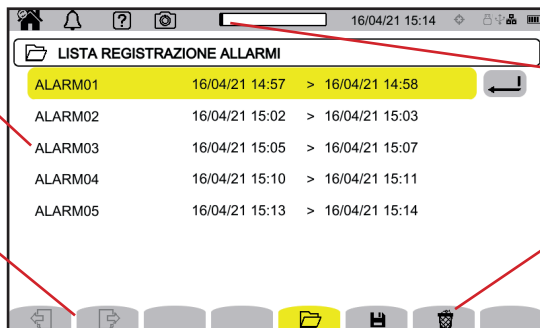 16/04/21 15:14
LISTA REGISTRAZIONE ALLARMI
ALARM01 16/04/21 14:57 > 16/04/21 14:58
ALARM02 16/04/21 15:02 > 16/04/21 15:03
ALARM03 16/04/21 15:05 > 16/04/21 15:07
ALARM04 16/04/21 15:10 > 16/04/21 15:11
ALARM05 16/04/21 15:13 > 16/04/21 15:14